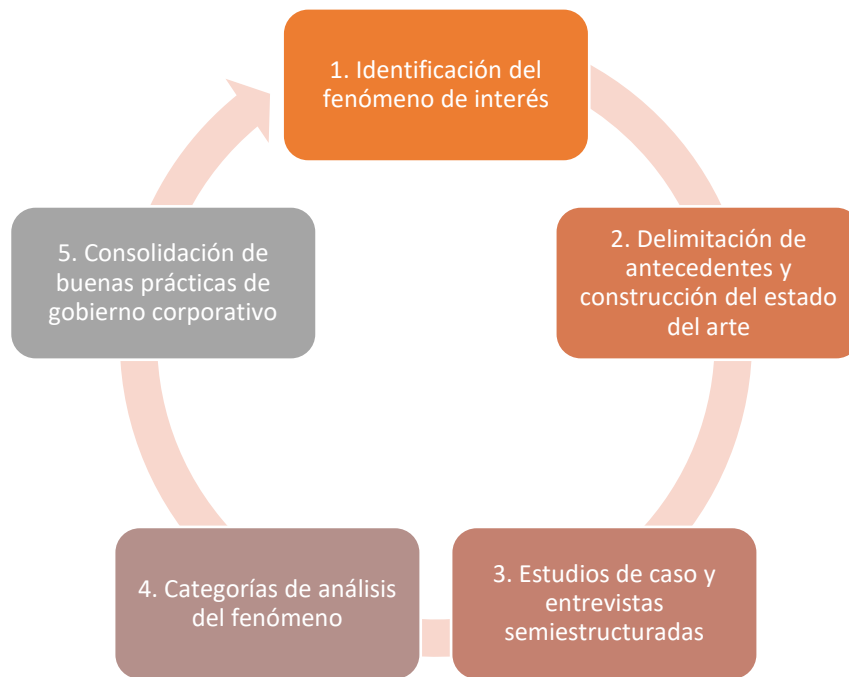 1. Identificación del
fenómeno de interés
2. Delimitación de
antecedentes y
construcción del estado
del arte
3. Estudios de caso y
entrevistas
semiestructuradas
4. Categorías de análisis
del fenómeno
5. Consolidación de
buenas prácticas de
gobierno corporativo